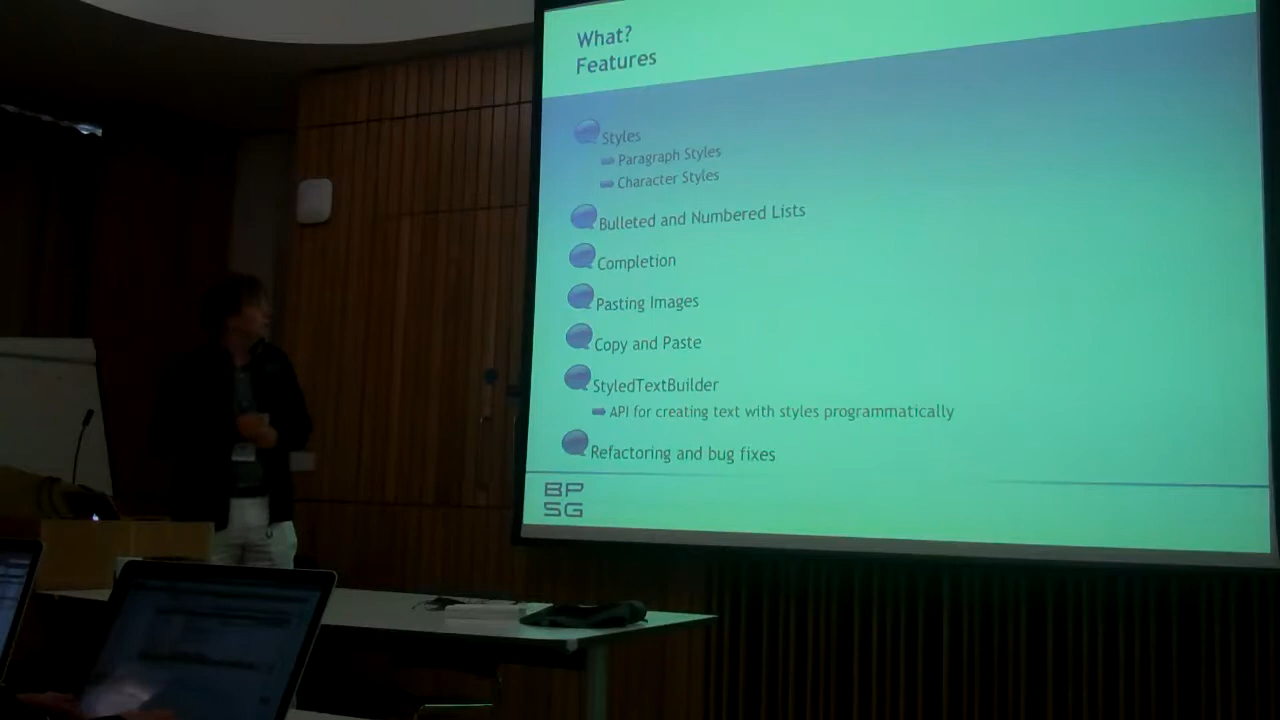 What?
Features
Styles
Paragraph Styles
Character Styles
Bulleted and Numbered Lists
Completion
Pasting Images
Copy and Paste
StyledTextBuilder
API for creating text with styles programmatically
Refactoring and bug fixes
BP
SG